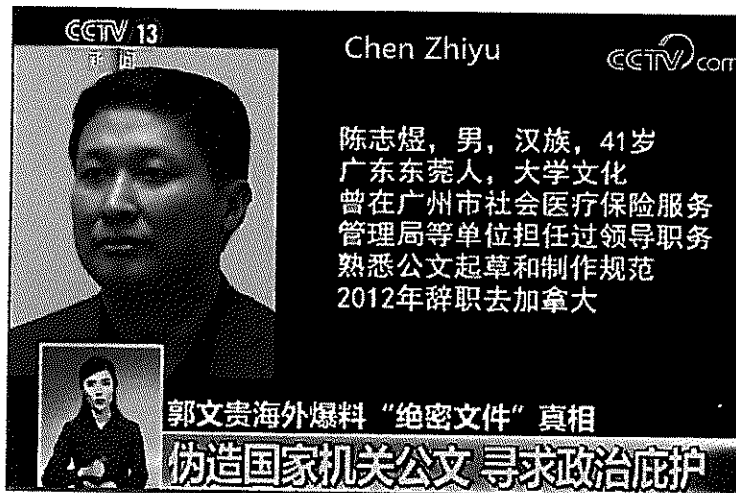 CCTV 13
新闻
Chen Zhiyu
CCTV com
陈志煜，男，汉族，41岁
广东东莞人，大学文化
曾在广州市社会医疗保险服务
管理局等单位担任过领导职务
熟悉公文起草和制作规范
2012年辞职去加拿大
郭文贵海外爆料“绝密文件”真相
伪造国家机关公文 寻求政治庇护